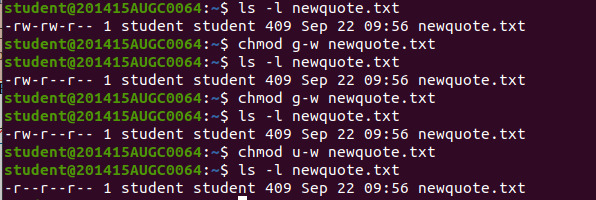 student@201415AUGC0064:~$ ls -l newquote.txt
-rw-rw-r-- 1 student student 409 Sep 22 09:56 newquote.txt
student@201415AUGC0064:~$ chmod g-w newquote.txt
student@201415AUGC0064:~$ ls -l newquote.txt
-rw-r--r-- 1 student student 409 Sep 22 09:56 newquote.txt
student@201415AUGC0064:~$ chmod g-w newquote.txt
student@201415AUGC0064:~$ ls -l newquote.txt
-rw-r--r-- 1 student student 409 Sep 22 09:56 newquote.txt
student@201415AUGC0064:~$ chmod u-w newquote.txt
student@201415AUGC0064:~$ ls -l newquote.txt
-r--r--r-- 1 student student 409 Sep 22 09:56 newquote.txt